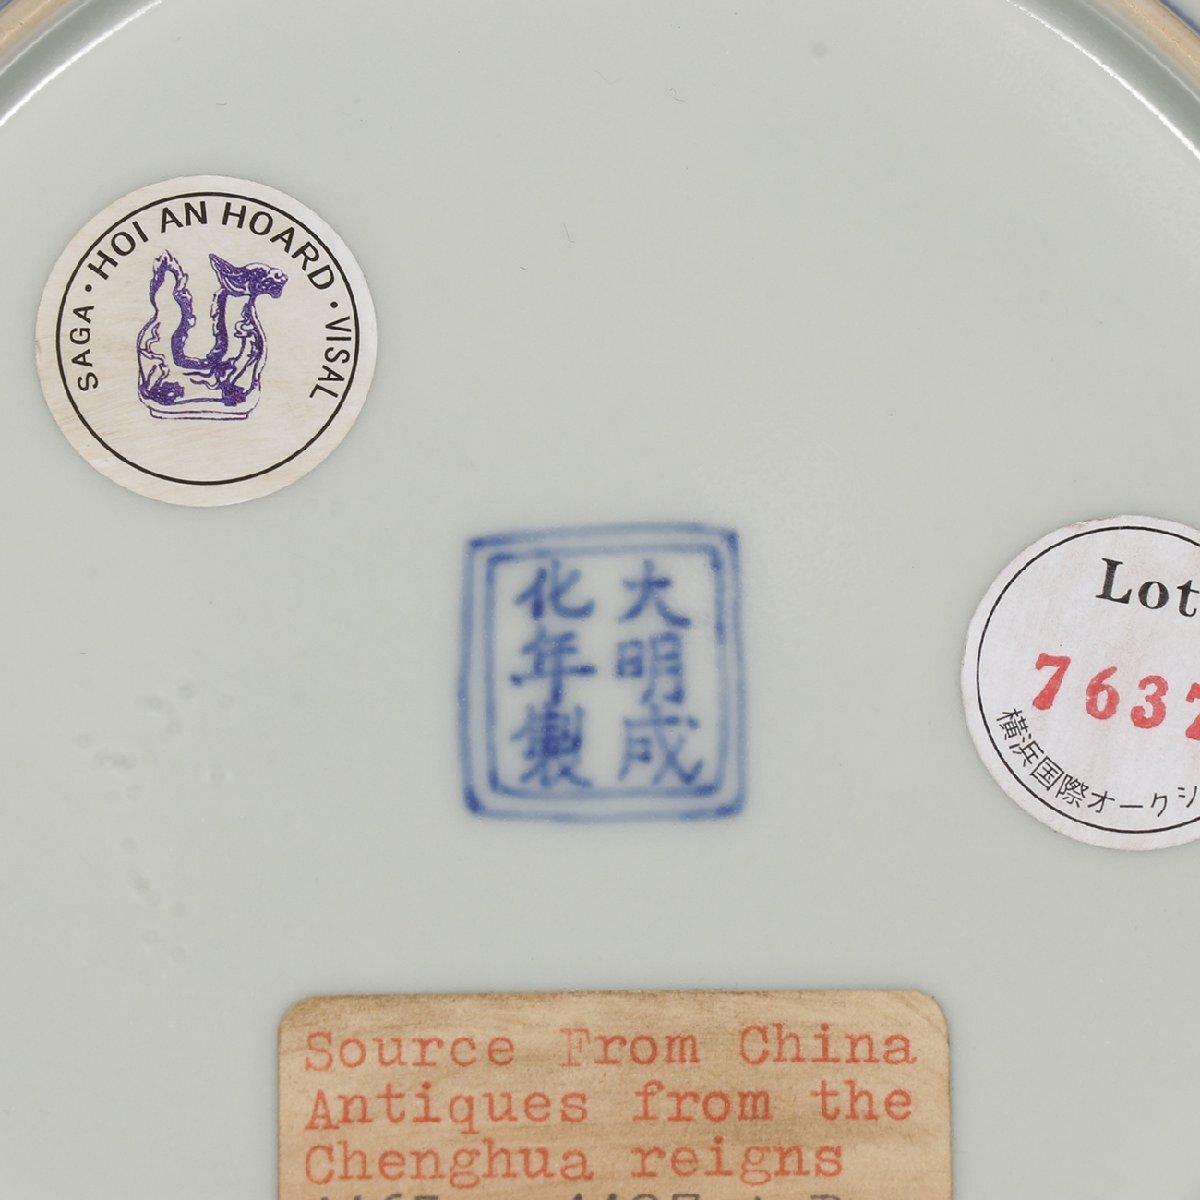 SAGA · HOI AN HOARD · VISAL
大明成
化年製
Lot
7637
横浜国際オークシ
Source From China
Antiques from the
Chenghua reigns